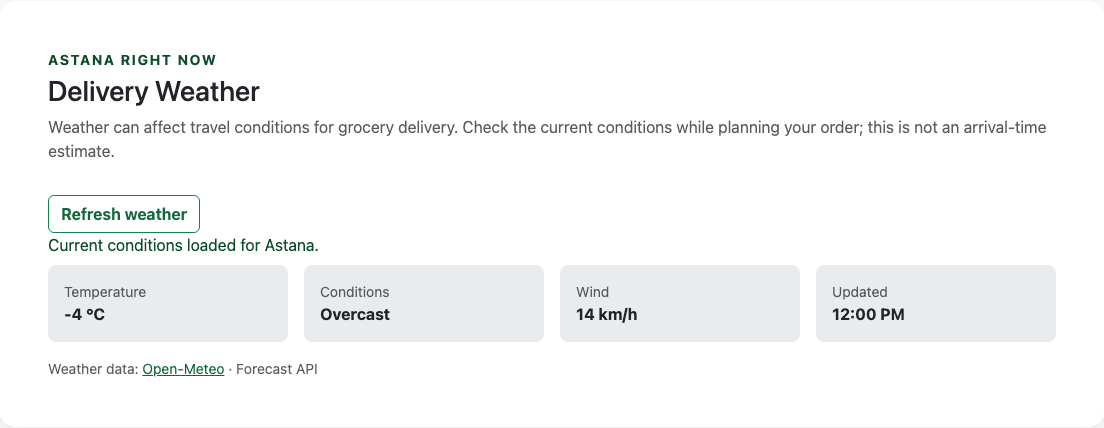 ASTANA RIGHT NOW
Delivery Weather
Weather can affect travel conditions for grocery delivery. Check the current conditions while planning your order; this is not an arrival-time
estimate.
Refresh weather
Current conditions loaded for Astana.
Temperature
-4 °C
Conditions
Overcast
Wind
14 km/h
Updated
12:00 PM
Weather data: Open-Meteo · Forecast API